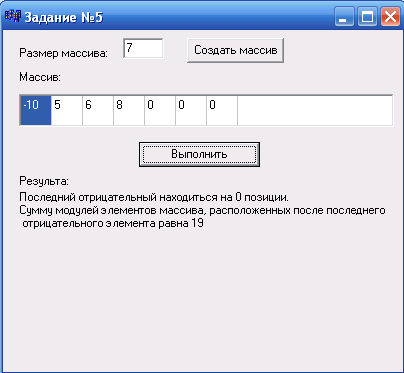 Задание №5
Размер массива: 7 Создать массив
Массив:
-10 5 6 8 0 0 0
Выполнить
Результа:
Последний отрицательный находиться на 0 позиции.
Сумму модулей элементов массива, расположенных после последнего
отрицательного элемента равна 19